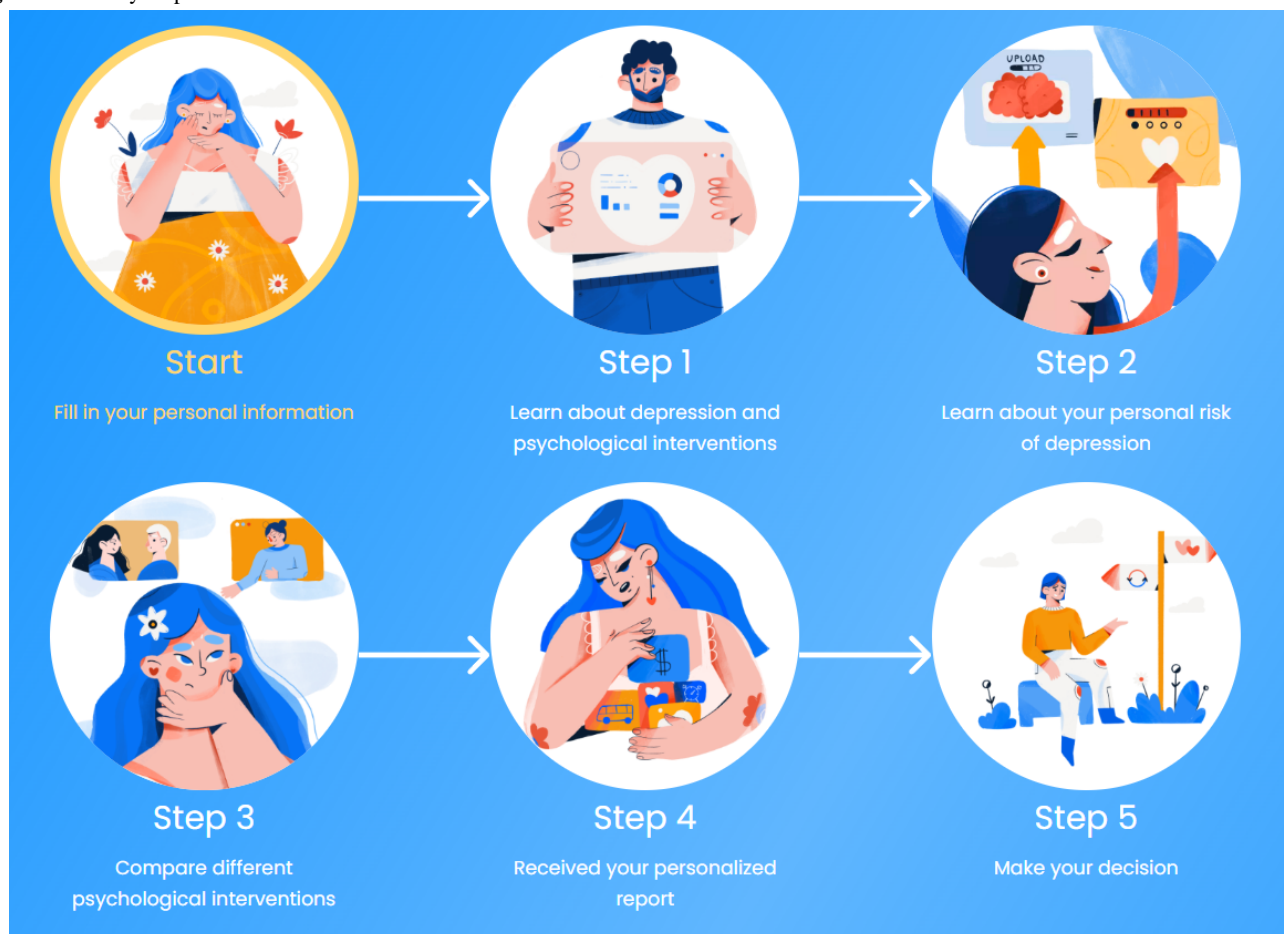 UPLOAD
Start
Fill in your personal information
Step 1
Learn about depression and
psychological interventions
Step 2
Learn about your personal risk
of depression
$
Step 3
Compare different
psychological interventions
Step 4
Received your personalized
report
Step 5
Make your decision